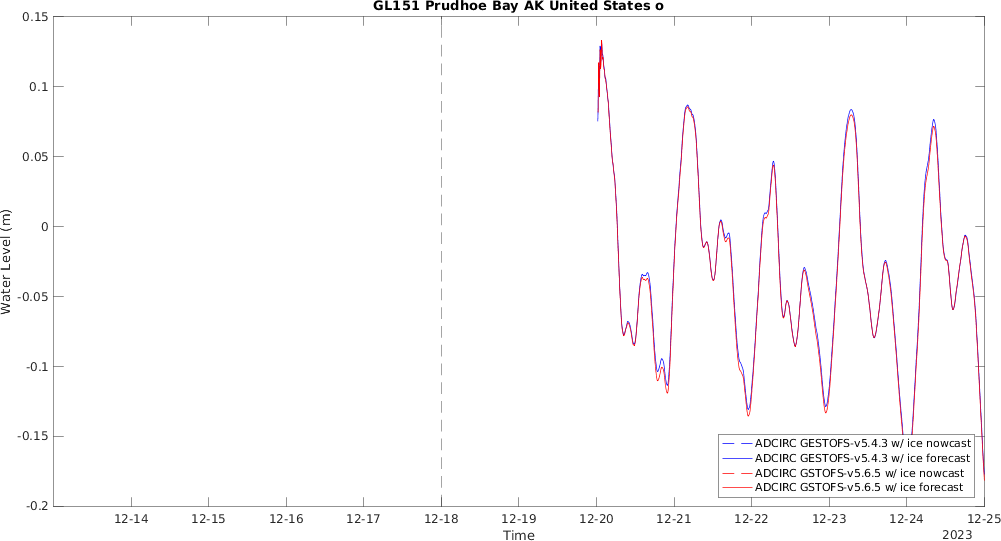 GL151 Prudhoe Bay AK United States o
0.15
0.1
0.05
0
-0.05
-0.1
-0.15
-0.2
Water Level (m)
12-14 12-15 12-16 12-17 12-18 12-19 12-20 12-21 12-22 12-23 12-24 12-25
Time
2023
ADCIRC GESTOFS-v5.4.3 w/ ice nowcast
ADCIRC GESTOFS-v5.4.3 w/ ice forecast
ADCIRC GSTOFS-v5.6.5 w/ ice nowcast
ADCIRC GSTOFS-v5.6.5 w/ ice forecast